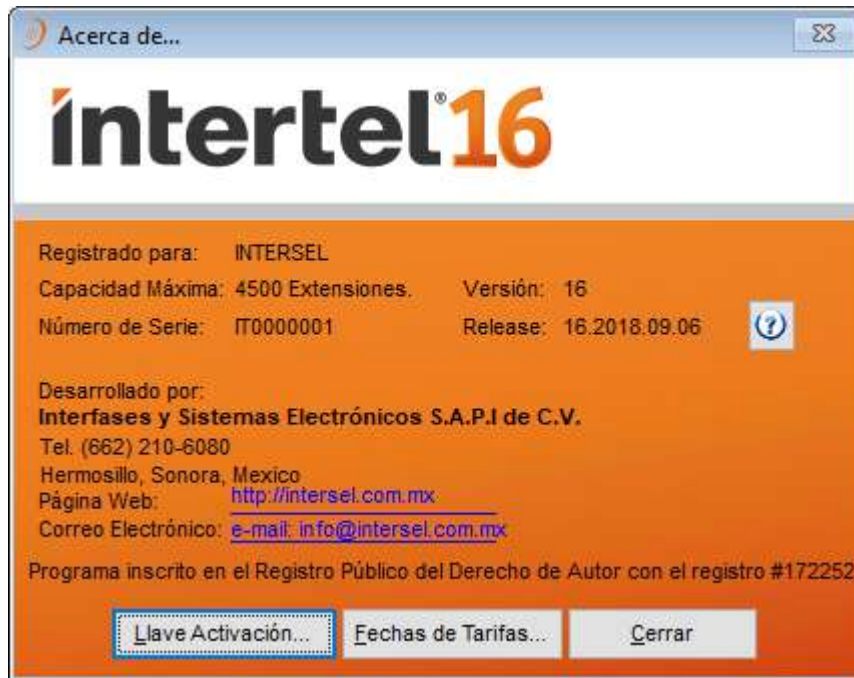 Acerca de...
intertel®16
Registrado para: INTERSEL
Capacidad Máxima: 4500 Extensiones. Versión: 16
Número de Serie: IT0000001 Release: 16.2018.09.06
Desarrollado por:
Interfases y Sistemas Electrónicos S.A.P.I de C.V.
Tel. (662) 210-6080
Hermosillo, Sonora, Mexico
Página Web: http://intersel.com.mx
Correo Electrónico: e-mail: info@intersel.com.mx
Programa inscrito en el Registro Público del Derecho de Autor con el registro #172252
Llave Activación... Fechas de Tarifas... Cerrar